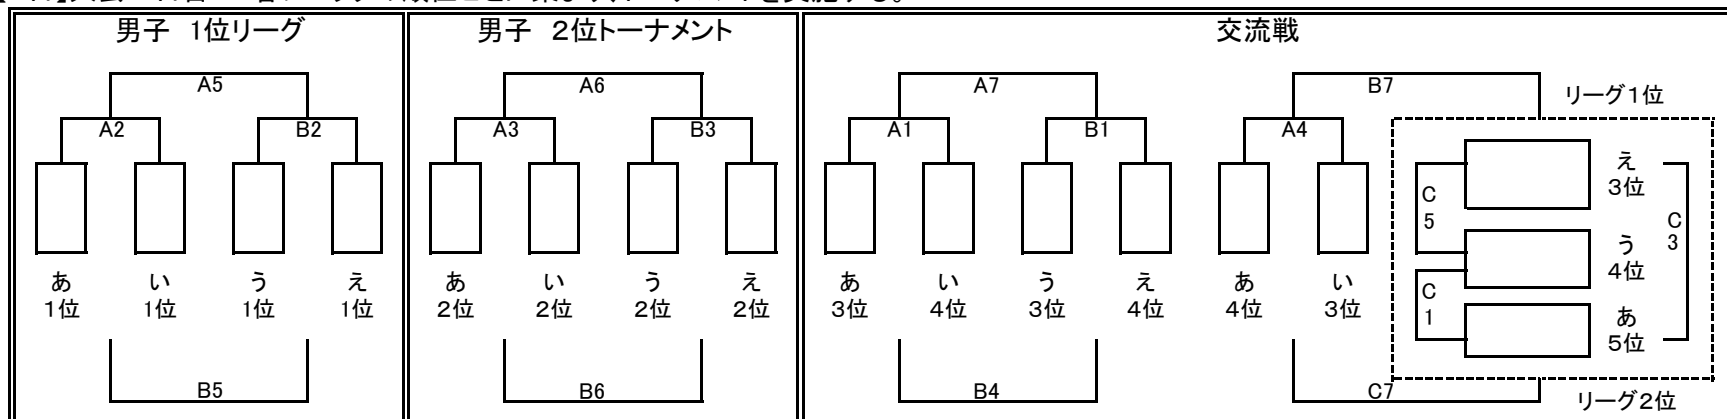 男子 1位リーグ
男子 2位トーナメント
交流戦
A5
A6
A7
B7
リーグ1位
A2
B2
A3
B3
A1
B1
A4
え
3位
C
5
C
3
う
4位
C
1
あ
5位
あ い う え
1位 1位 1位 1位
あ い う え
2位 2位 2位 2位
あ い う え
3位 4位 3位 4位
あ い
4位 3位
B5
B6
B4
C7
リーグ2位